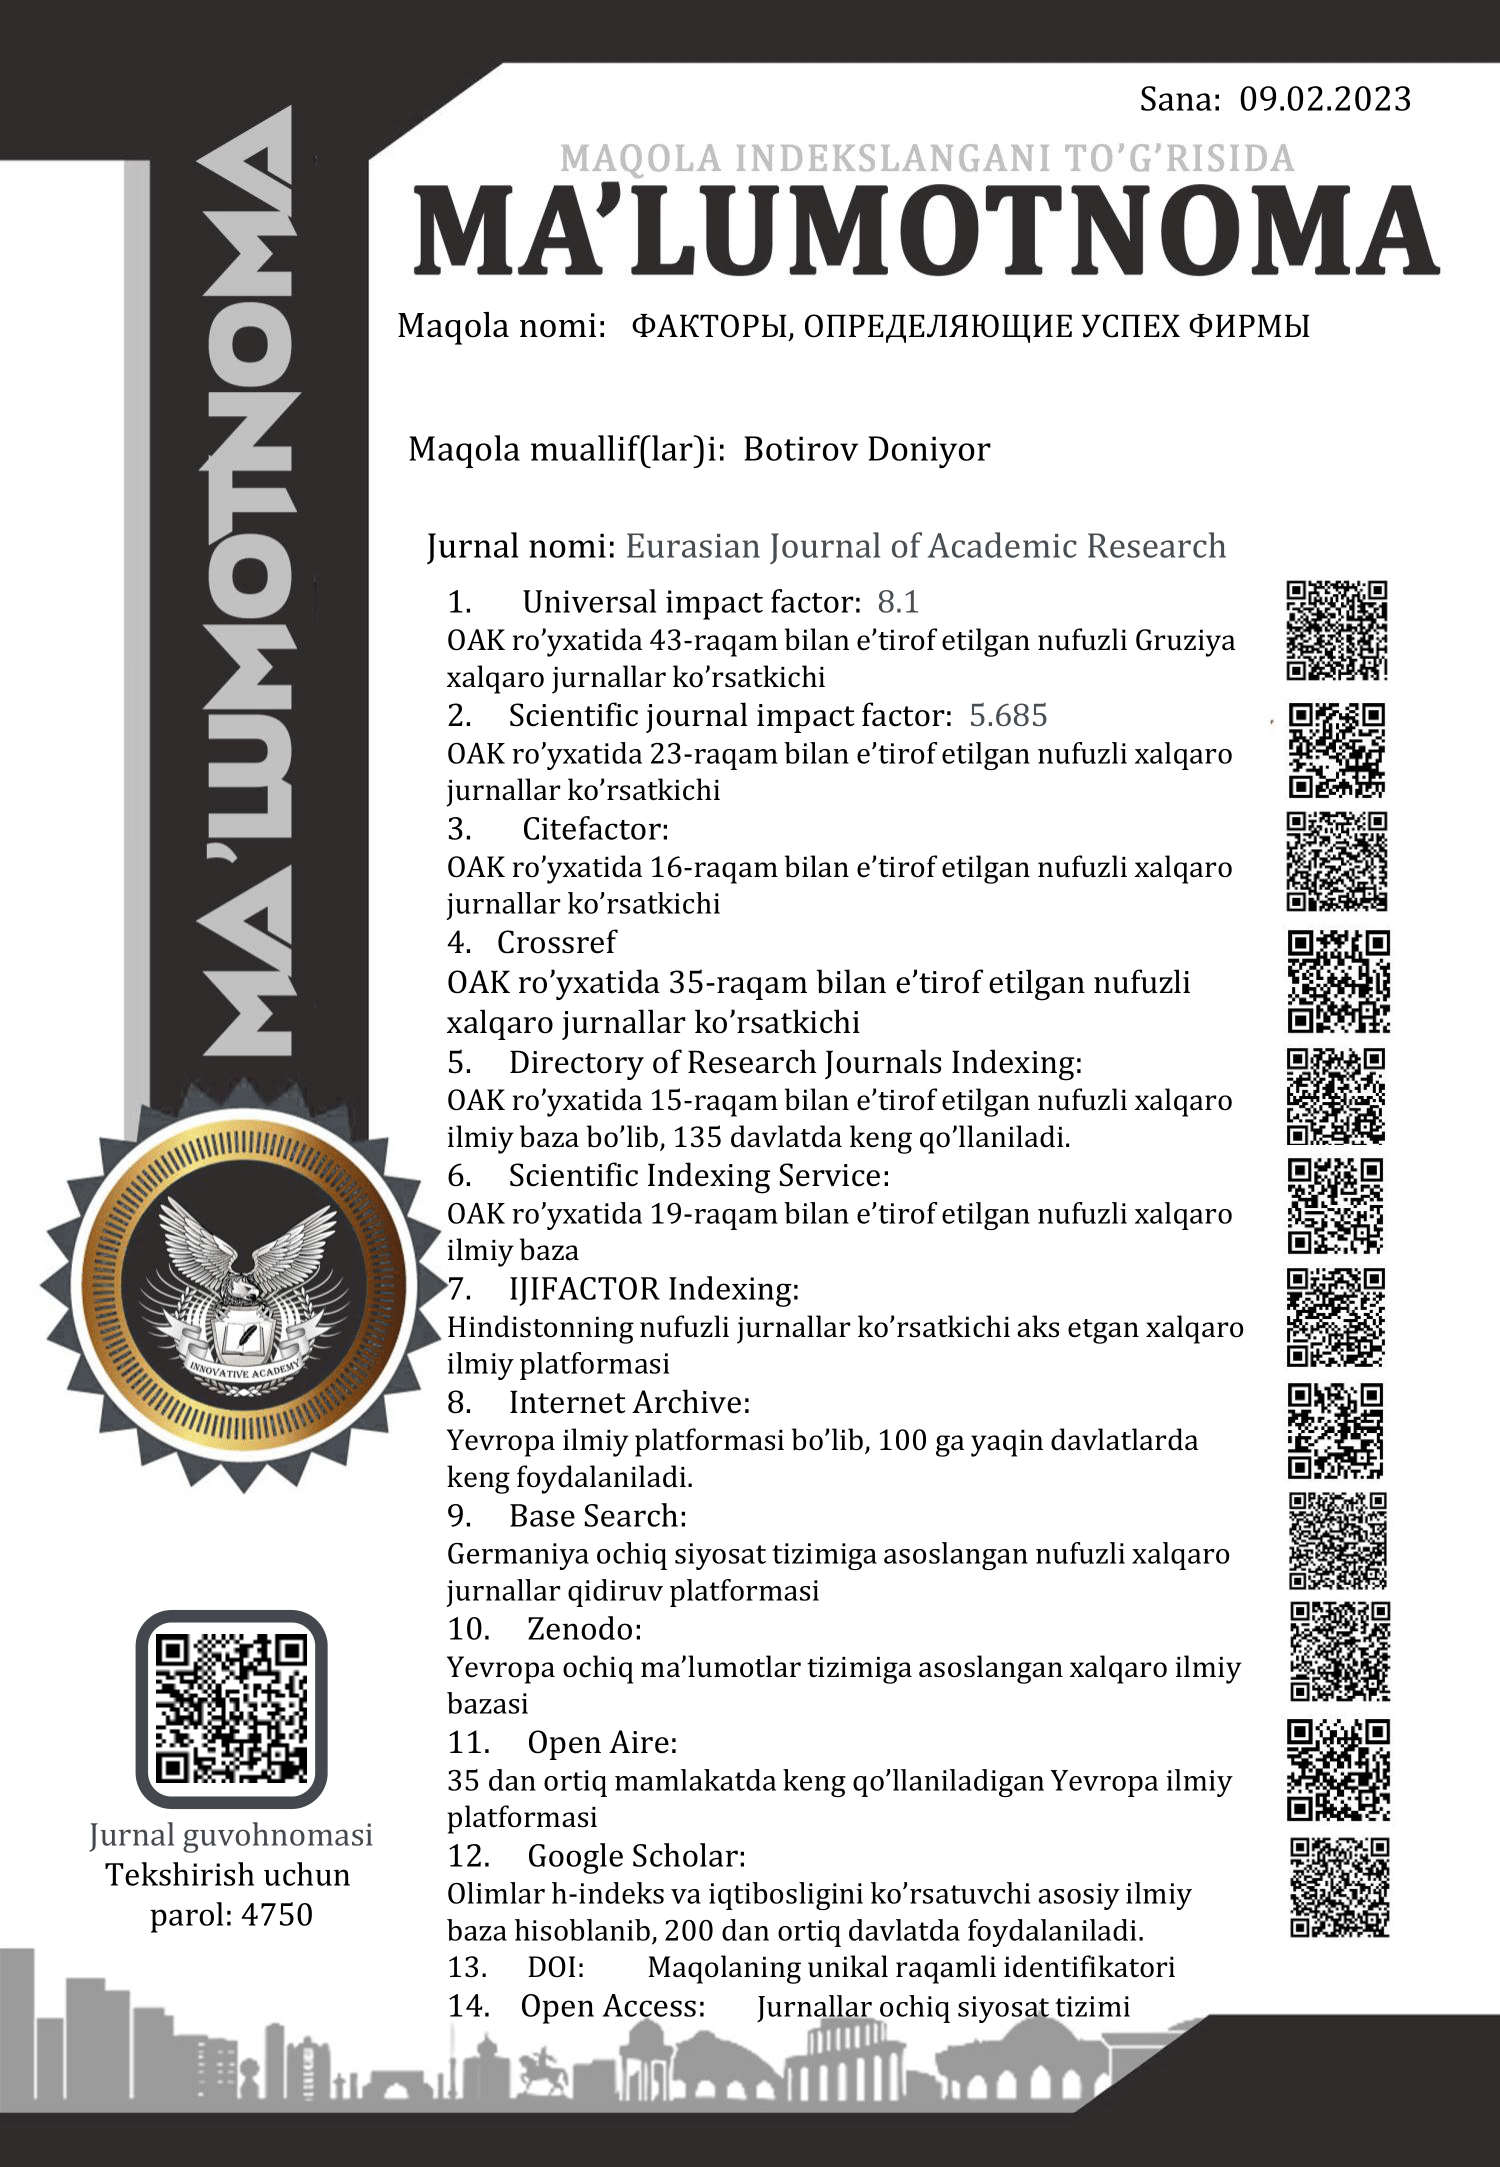 Sana: 09.02.2023
MAQOLA INDEKSLANGANI TO’G’RISIDA
MA’LUMOTNOMA
MA’LUMOTNOMA
Maqola nomi: ФАКТОРЫ, ОПРЕДЕЛЯЮЩИЕ УСПЕХ ФИРМЫ
Maqola muallif(lar)i: Botirov Doniyor
Jurnal nomi: Eurasian Journal of Academic Research
1. Universal impact factor: 8.1
OAK ro’yxatida 43-raqam bilan e’tirof etilgan nufuzli Gruziya
xalqaro jurnallar ko’rsatkichi
2. Scientific journal impact factor: 5.685
OAK ro’yxatida 23-raqam bilan e’tirof etilgan nufuzli xalqaro
jurnallar ko’rsatkichi
3. Citefactor:
OAK ro’yxatida 16-raqam bilan e’tirof etilgan nufuzli xalqaro
jurnallar ko’rsatkichi
4. Crossref
OAK ro’yxatida 35-raqam bilan e’tirof etilgan nufuzli
xalqaro jurnallar ko’rsatkichi
5. Directory of Research Journals Indexing:
OAK ro’yxatida 15-raqam bilan e’tirof etilgan nufuzli xalqaro
ilmiy baza bo’lib, 135 davlatda keng qo’llaniladi.
6. Scientific Indexing Service:
OAK ro’yxatida 19-raqam bilan e’tirof etilgan nufuzli xalqaro
ilmiy baza
7. IJIFACTOR Indexing:
Hindistonning nufuzli jurnallar ko’rsatkichi aks etgan xalqaro
ilmiy platformasi
8. Internet Archive:
Yevropa ilmiy platformasi bo’lib, 100 ga yaqin davlatlarda
keng foydalaniladi.
9. Base Search:
Germaniya ochiq siyosat tizimiga asoslangan nufuzli xalqaro
jurnallar qidiruv platformasi
10. Zenodo:
Yevropa ochiq ma’lumotlar tizimiga asoslangan xalqaro ilmiy
bazasi
11. Open Aire:
35 dan ortiq mamlakatda keng qo’llaniladigan Yevropa ilmiy
platformasi
12. Google Scholar:
Olimlar h-indeks va iqtibosligini ko’rsatuvchi asosiy ilmiy
baza hisoblanib, 200 dan ortiq davlatda foydalaniladi.
13. DOI: Maqolaning unikal raqamli identifikatori
14. Open Access: Jurnallar ochiq siyosat tizimi
INNOVATIVE ACADEMY
Jurnal guvohnomasi
Tekshirish uchun
parol: 4750